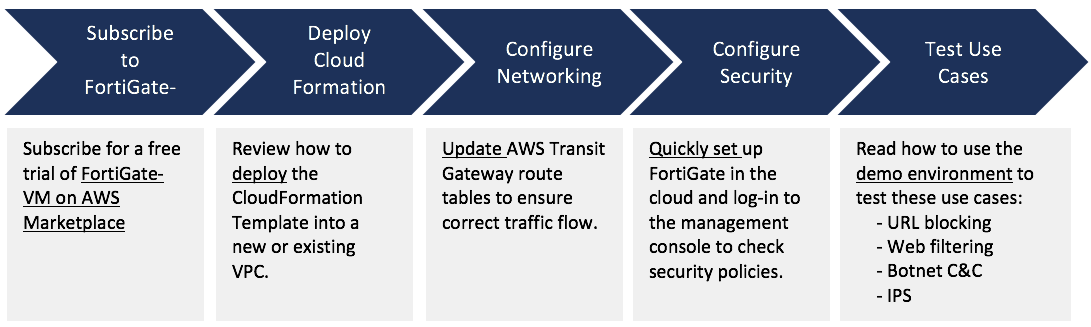 Subscribe
to
FortiGate-
Deploy
Cloud
Formation
Configure
Networking
Configure
Security
Test Use
Cases
Subscribe for a free
trial of FortiGate-
VM on AWS
Marketplace
Review how to
deploy the
CloudFormation
Template into a
new or existing
VPC.
Update AWS Transit
Gateway route
tables to ensure
correct traffic flow.
Quickly set up
FortiGate in the
cloud and log-in to
the management
console to check
security policies.
Read how to use the
demo environment to
test these use cases:
- URL blocking
- Web filtering
- Botnet C&C
- IPS